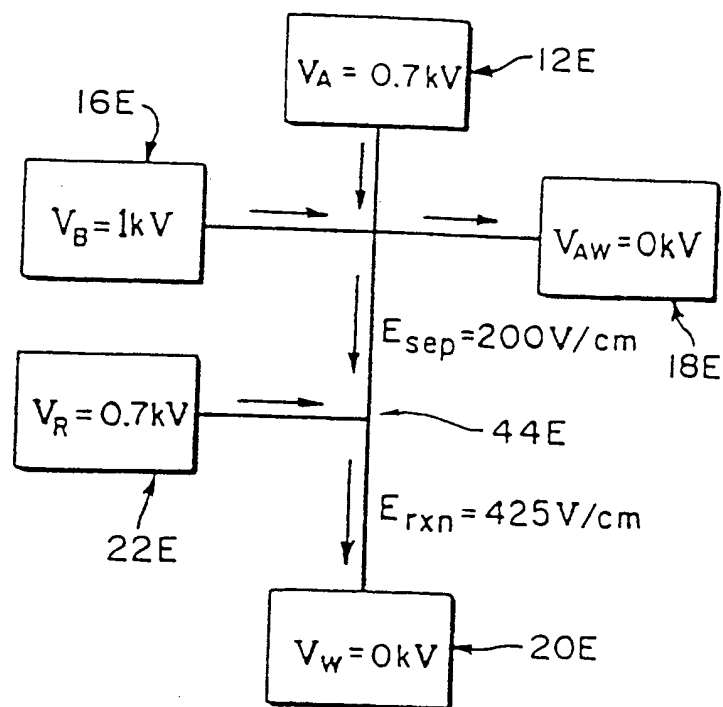 V_A = 0.7kV
12E
16E
V_B = 1kV
V_AW = 0kV
18E
E_sep = 200V/cm
V_R = 0.7kV
44E
22E
E_rxn = 425V/cm
V_W = 0kV
20E